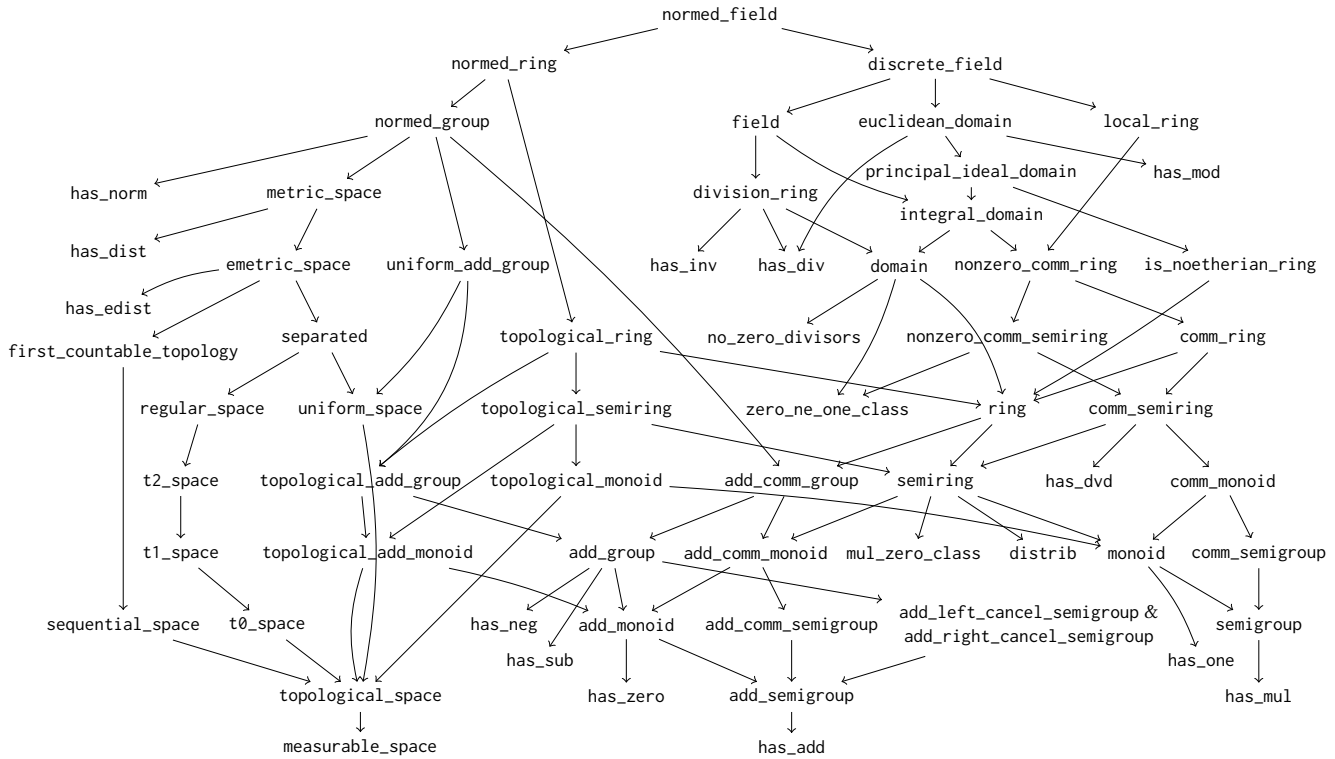 normed_field
normed_ring
discrete_field
normed_group
field
euclidean_domain
local_ring
has_norm
metric_space
division_ring
principal_ideal_domain
has_mod
integral_domain
has_dist
emetric_space
uniform_add_group
has_inv
has_div
domain
nonzero_comm_ring
is_noetherian_ring
has_edist
first_countable_topology
separated
topological_ring
no_zero_divisors
nonzero_comm_semiring
comm_ring
regular_space
uniform_space
topological_semiring
zero_ne_one_class
ring
comm_semiring
t2_space
topological_add_group
topological_monoid
add_comm_group
semiring
has_dvd
comm_monoid
t1_space
topological_add_monoid
add_group
add_comm_monoid
mul_zero_class
distrib
monoid
comm_semigroup
sequential_space
t0_space
has_neg
add_monoid
add_comm_semigroup
add_left_cancel_semigroup &
add_right_cancel_semigroup
semigroup
has_sub
has_one
topological_space
has_zero
add_semigroup
has_mul
measurable_space
has_add